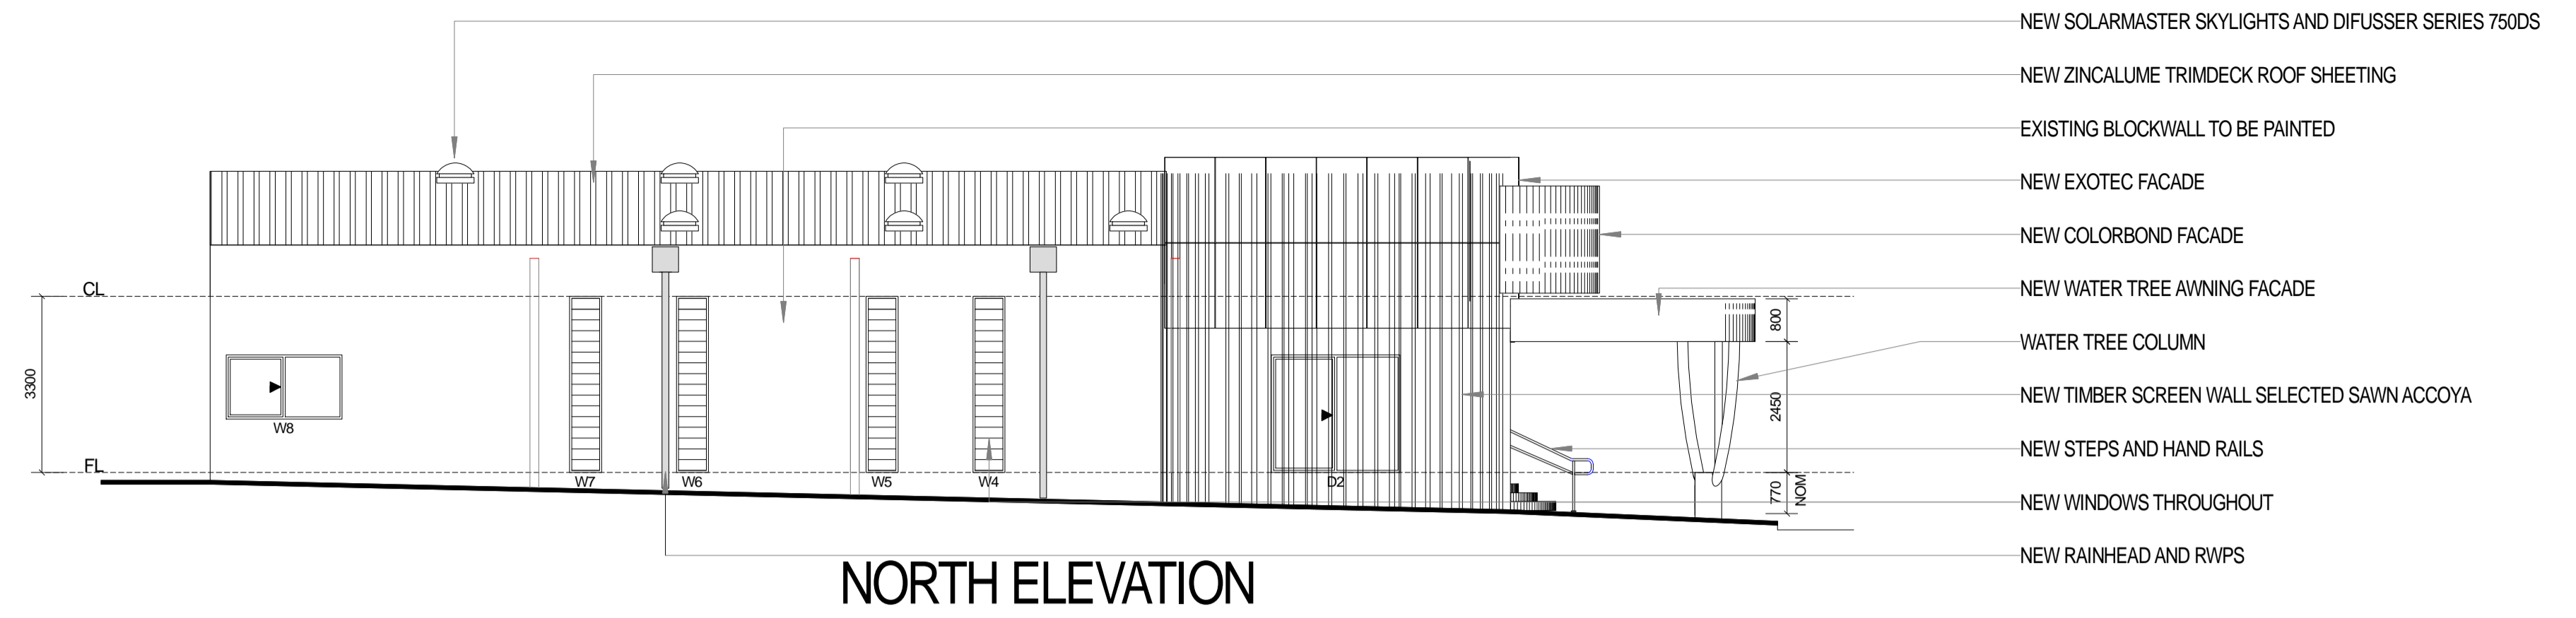 NEW SOLARMASTER SKYLIGHTS AND DIFUSSER SERIES 750DS
NEW ZINCALUME TRIMDECK ROOF SHEETING
EXISTING BLOCKWALL TO BE PAINTED
NEW EXOTEC FACADE
NEW COLORBOND FACADE
NEW WATER TREE AWNING FACADE
WATER TREE COLUMN
NEW TIMBER SCREEN WALL SELECTED SAWN ACCOYA
NEW STEPS AND HAND RAILS
NEW WINDOWS THROUGHOUT
NEW RAINHEAD AND RWPS
CL
FL
3300
W8
W7
W6
W5
W4
D2
800
2450
770
NOM
NORTH ELEVATION